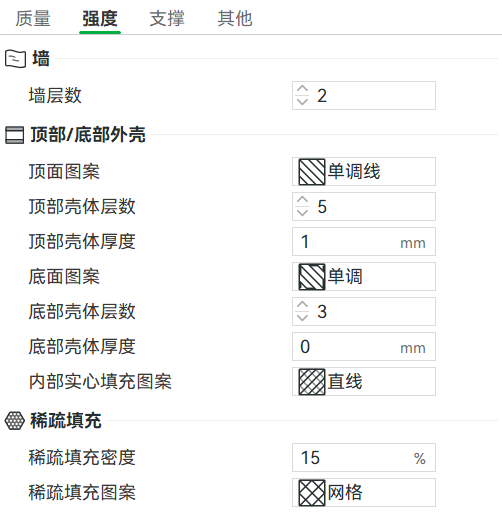 质量 强度 支撑 其他
墙
墙层数 2
顶部/底部外壳
顶面图案 单调线
顶部壳体层数 5
顶部壳体厚度 1 mm
底面图案 单调
底部壳体层数 3
底部壳体厚度 0 mm
内部实心填充图案 直线
稀疏填充
稀疏填充密度 15 %
稀疏填充图案 网格